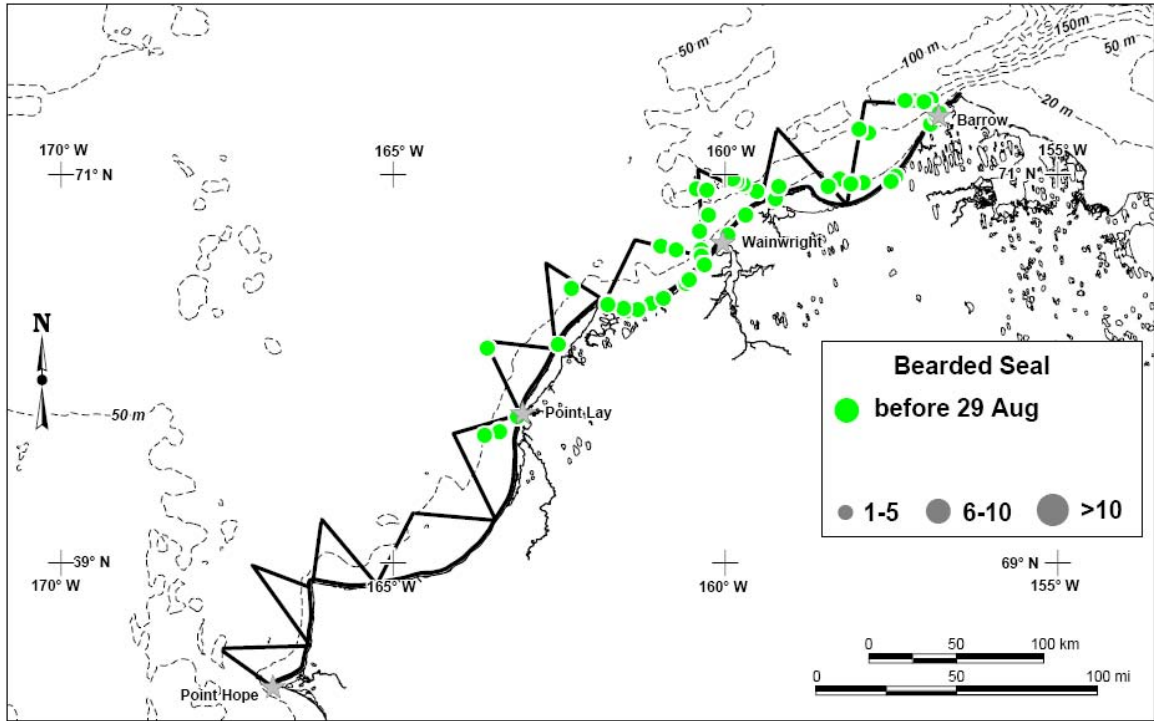 50 m
100 m
150m
50 m
20 m
Barrow
170° W
165° W
160° W
155° W
71° N
71° N
Wainwright
N
50 m
Point Lay
Bearded Seal
before 29 Aug
1-5
6-10
>10
39° N
69° N
170° W
165° W
160° W
155° W
Point Hope
0 50 100 km
0 50 100 mi